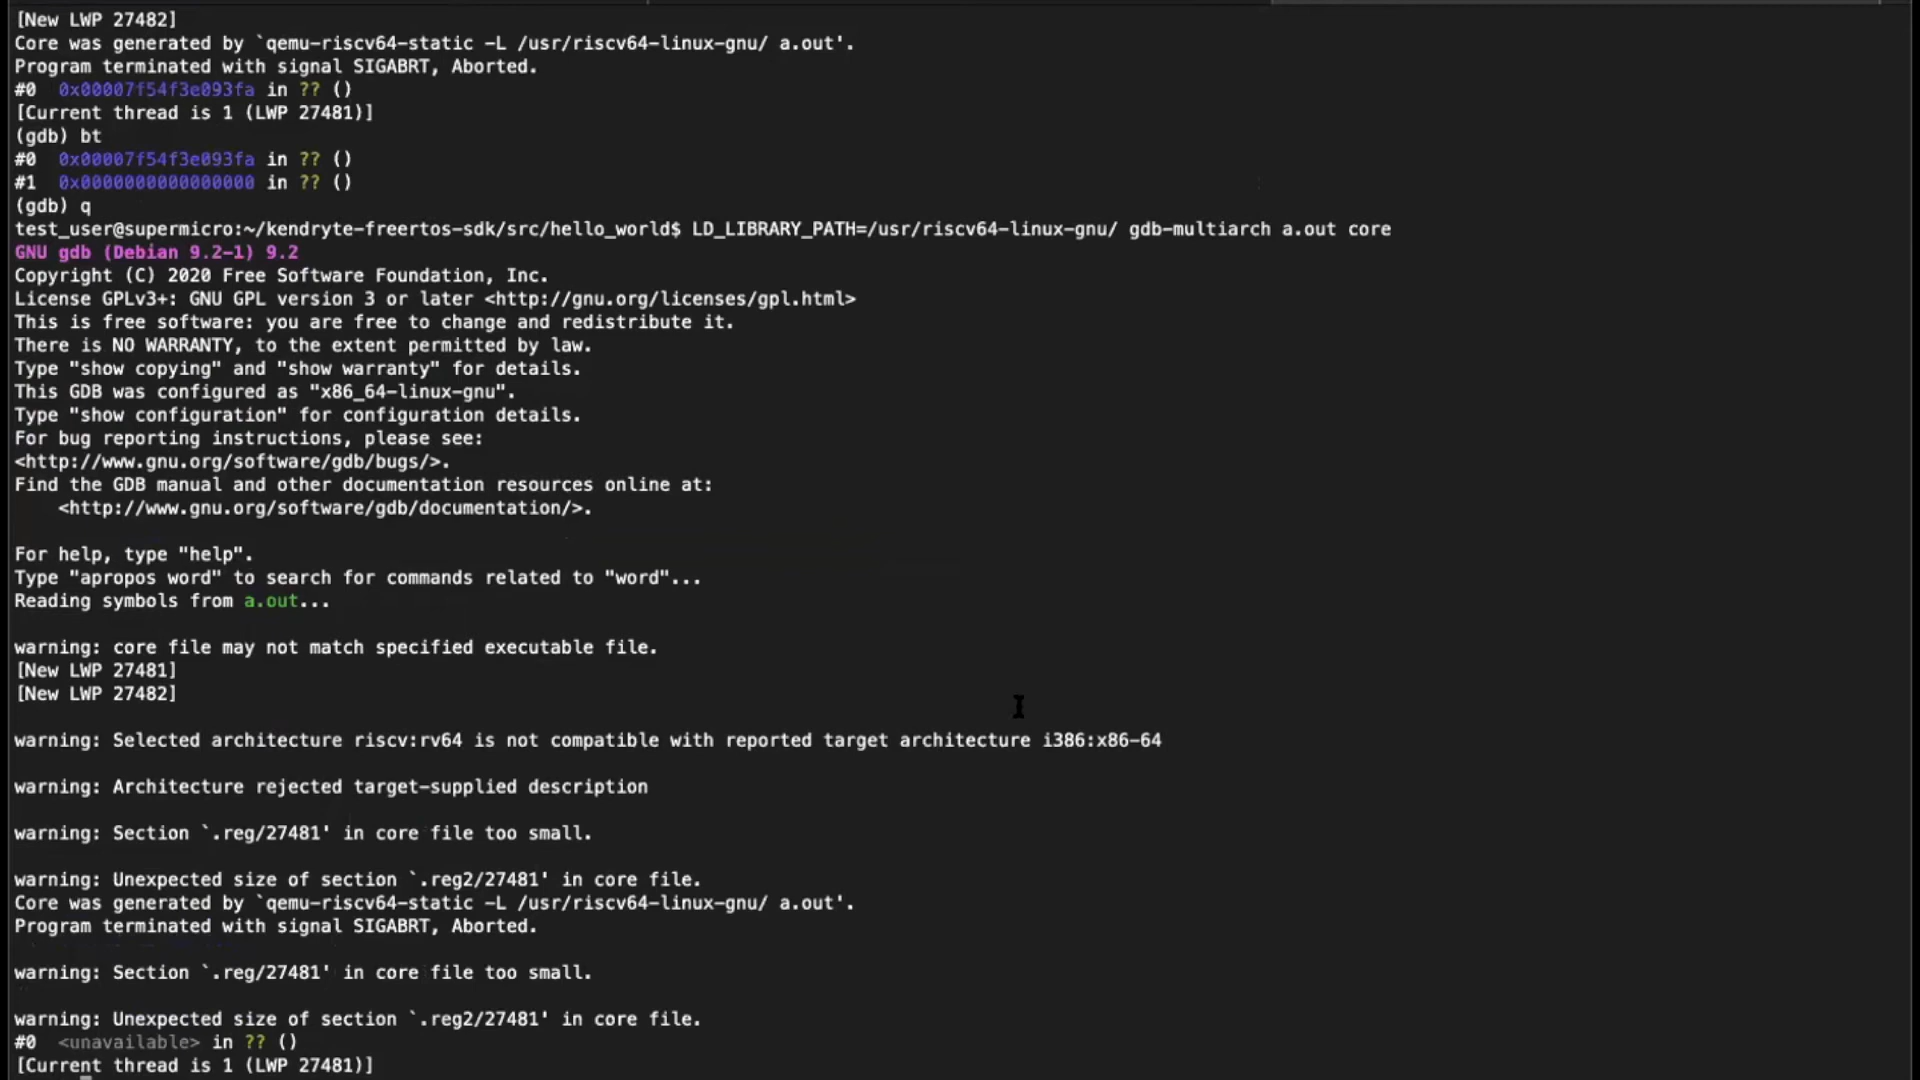 [New LWP 27482]
Core was generated by `qemu-riscv64-static -L /usr/riscv64-linux-gnu/ a.out'.
Program terminated with signal SIGABRT, Aborted.
#0  0x00007f54f3e093fa in ?? ()
[Current thread is 1 (LWP 27481)]
(gdb) bt
#0  0x00007f54f3e093fa in ?? ()
#1  0x0000000000000000 in ?? ()
(gdb) q
test_user@supermicro:~/kendryte-freertos-sdk/src/hello_world$ LD_LIBRARY_PATH=/usr/riscv64-linux-gnu/ gdb-multiarch a.out core
GNU gdb (Debian 9.2-1) 9.2
Copyright (C) 2020 Free Software Foundation, Inc.
License GPLv3+: GNU GPL version 3 or later <http://gnu.org/licenses/gpl.html>
This is free software: you are free to change and redistribute it.
There is NO WARRANTY, to the extent permitted by law.
Type "show copying" and "show warranty" for details.
This GDB was configured as "x86_64-linux-gnu".
Type "show configuration" for configuration details.
For bug reporting instructions, please see:
<http://www.gnu.org/software/gdb/bugs/>.
Find the GDB manual and other documentation resources online at:
    <http://www.gnu.org/software/gdb/documentation/>.
For help, type "help".
Type "apropos word" to search for commands related to "word"...
Reading symbols from a.out...
warning: core file may not match specified executable file.
[New LWP 27481]
[New LWP 27482]
warning: Selected architecture riscv:rv64 is not compatible with reported target architecture i386:x86-64
warning: Architecture rejected target-supplied description
warning: Section `.reg/27481' in core file too small.
warning: Unexpected size of section `.reg2/27481' in core file.
Core was generated by `qemu-riscv64-static -L /usr/riscv64-linux-gnu/ a.out'.
Program terminated with signal SIGABRT, Aborted.
warning: Section `.reg/27481' in core file too small.
warning: Unexpected size of section `.reg2/27481' in core file.
#0  <unavailable> in ?? ()
[Current thread is 1 (LWP 27481)]